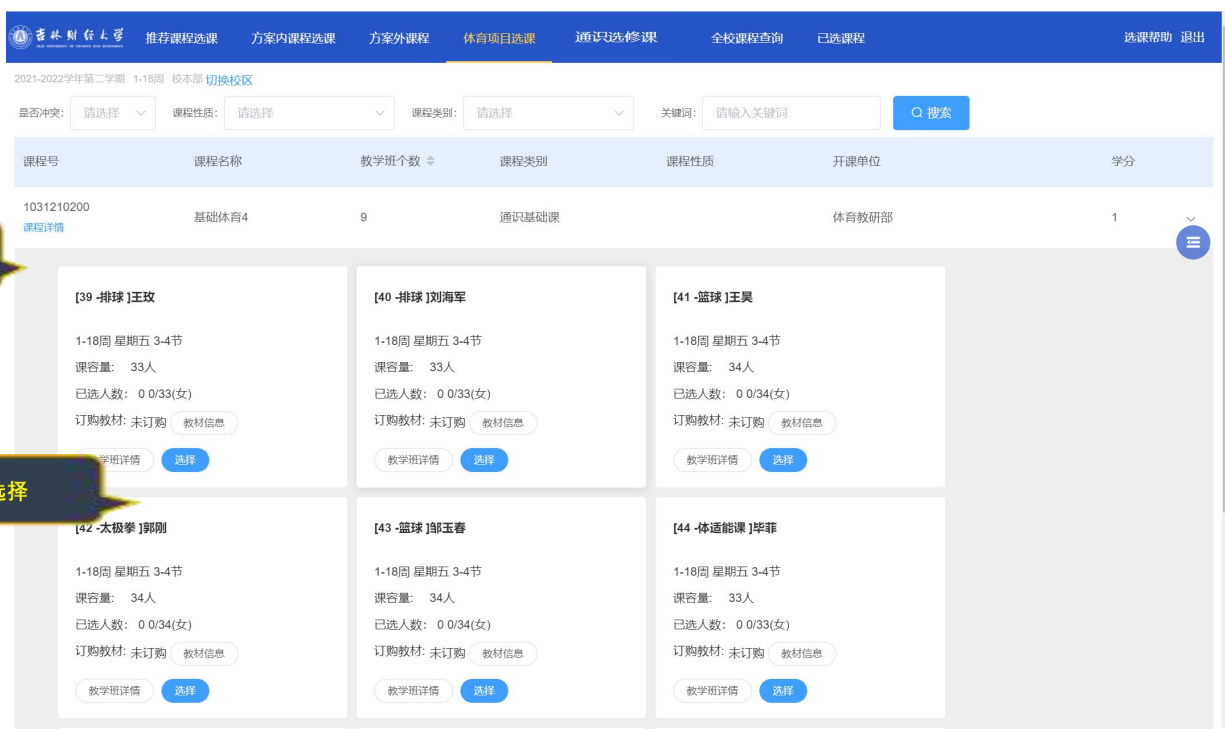 吉林财经大学 推荐课程选课 方案内课程选课 方案外课程 体育项目选课 通识选修课 全校课程查询 已选课程 选课帮助 退出
2021-2022学年第二学期 1-18周 校本部 切换校区
是否冲突: 请选择 课程性质: 请选择 课程类别: 请选择 关键词: 请输入关键词 搜索
课程号 课程名称 教学班个数 课程类别 课程性质 开课单位 学分
1031210200 基础体育4 9 通识基础课 体育教研部 1
课程详情
[39 -排球 ]王玫 [40 -排球 ]刘海军 [41 -篮球 ]王昊
1-18周 星期五 3-4节 1-18周 星期五 3-4节 1-18周 星期五 3-4节
课容量: 33人 课容量: 33人 课容量: 34人
已选人数: 0 0/33(女) 已选人数: 0 0/33(女) 已选人数: 0 0/34(女)
订购教材: 未订购 教材信息 订购教材: 未订购 教材信息 订购教材: 未订购 教材信息
学班详情 选择 教学班详情 选择 教学班详情 选择
选择
[42 -太极拳 ]郭刚 [43 -篮球 ]邹玉春 [44 -体适能课 ]毕菲
1-18周 星期五 3-4节 1-18周 星期五 3-4节 1-18周 星期五 3-4节
课容量: 34人 课容量: 34人 课容量: 33人
已选人数: 0 0/34(女) 已选人数: 0 0/34(女) 已选人数: 0 0/33(女)
订购教材: 未订购 教材信息 订购教材: 未订购 教材信息 订购教材: 未订购 教材信息
教学班详情 选择 教学班详情 选择 教学班详情 选择